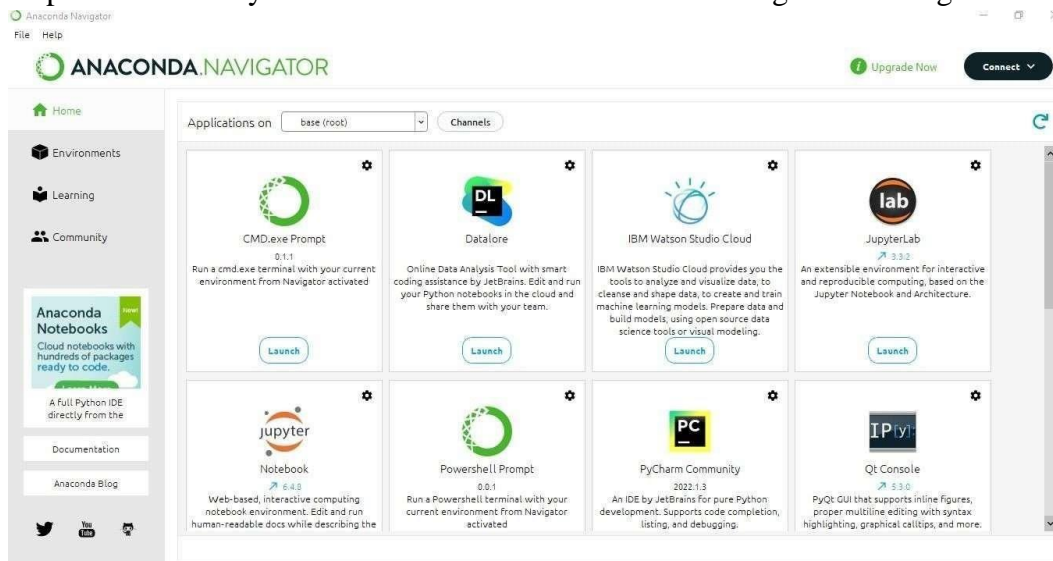 Anaconda Navigator
File Help
ANACONDA.NAVIGATOR
i Upgrade Now
Connect
Home
Environments
Learning
Community
Anaconda
Notebooks
New!
Cloud notebooks with
hundreds of packages
ready to code.
A full Python IDE
directly from the
Documentation
Anaconda Blog
You
Tube
Applications on base (root) Channels
CMD.exe Prompt
0.1.1
Run a cmd.exe terminal with your current
environment from Navigator activated
Launch
DL
Datalore
Online Data Analysis Tool with smart
coding assistance by JetBrains. Edit and run
your Python notebooks in the cloud and
share them with your team.
Launch
IBM Watson Studio Cloud
IBM Watson Studio Cloud provides you the
tools to analyze and visualize data, to
cleanse and shape data, to create and train
machine learning models. Prepare data and
build models, using open source data
science tools or visual modeling.
Launch
lab
JupyterLab
3.3.2
An extensible environment for interactive
and reproducible computing, based on the
Jupyter Notebook and Architecture.
Launch
jupyter
Notebook
6.4.8
Web-based, interactive computing
notebook environment. Edit and run
human-readable docs while describing the
Powershell Prompt
0.0.1
Run a Powershell terminal with your
current environment from Navigator
activated
PC
PyCharm Community
2022.1.3
An IDE by JetBrains for pure Python
development. Supports code completion,
listing, and debugging.
IP[y]:
Qt Console
5.3.0
PyQt GUI that supports inline figures,
proper multiline editing with syntax
highlighting, graphical calltips, and more.